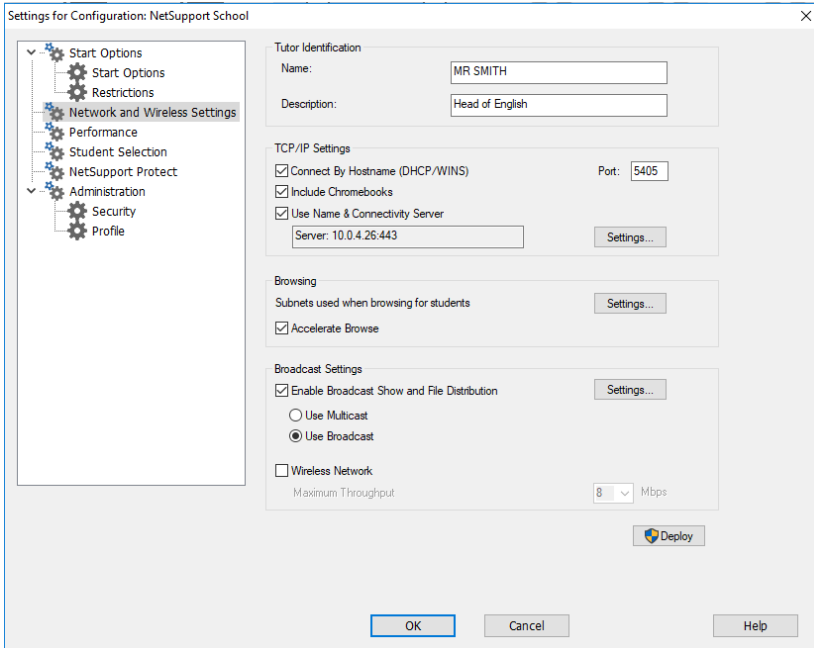 Settings for Configuration: NetSupport School
Start Options
Start Options
Restrictions
Network and Wireless Settings
Performance
Student Selection
NetSupport Protect
Administration
Security
Profile
Tutor Identification
Name: MR SMITH
Description: Head of English
TCP/IP Settings
Connect By Hostname (DHCP/WINS) Port: 5405
Include Chromebooks
Use Name & Connectivity Server
Server: 10.0.4.26:443 Settings...
Browsing
Subnets used when browsing for students Settings...
Accelerate Browse
Broadcast Settings
Enable Broadcast Show and File Distribution Settings...
Use Multicast
Use Broadcast
Wireless Network
Maximum Throughput 8 Mbps
Deploy
OK Cancel Help